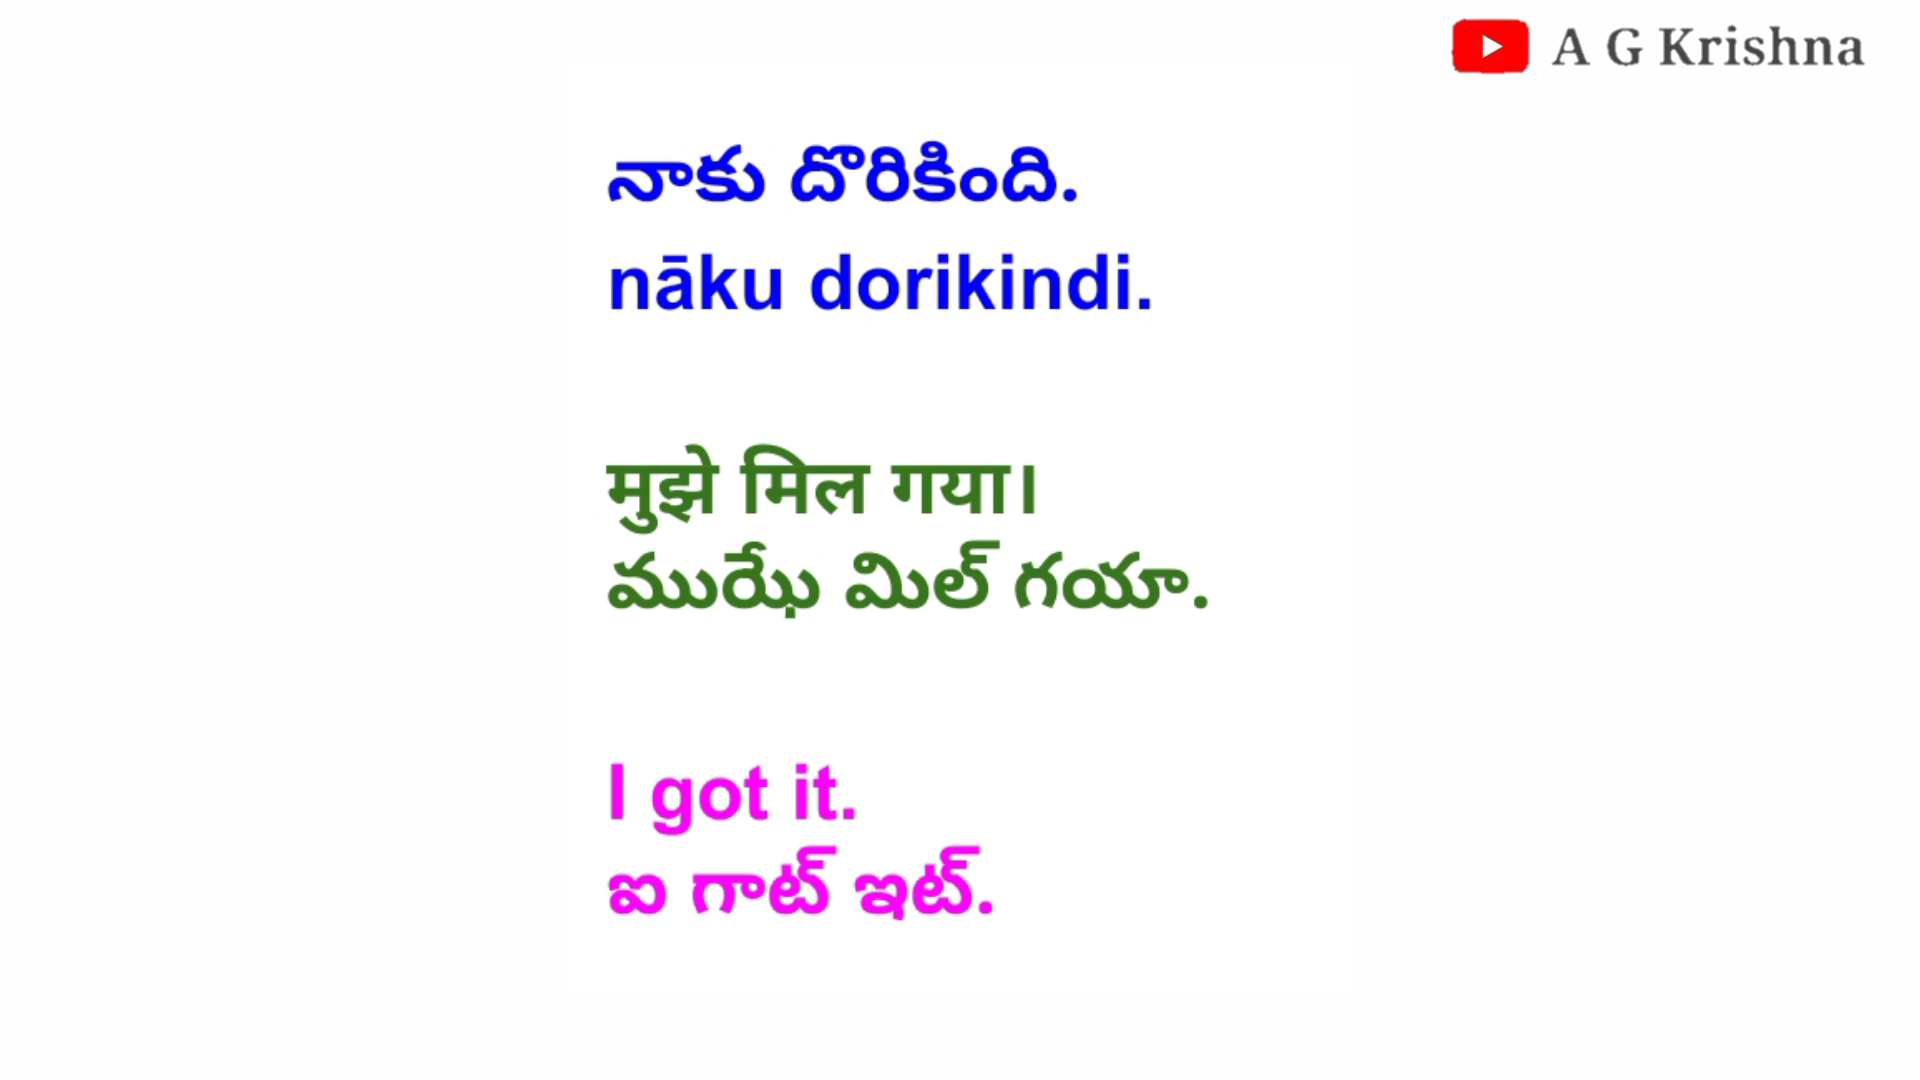 A G Krishna
నాకు దొరికింది.
nāku dorikindi.
मुझे मिल गया।
ముఝే మిల్ గయా.
I got it.
ఐ గాట్ ఇట్.